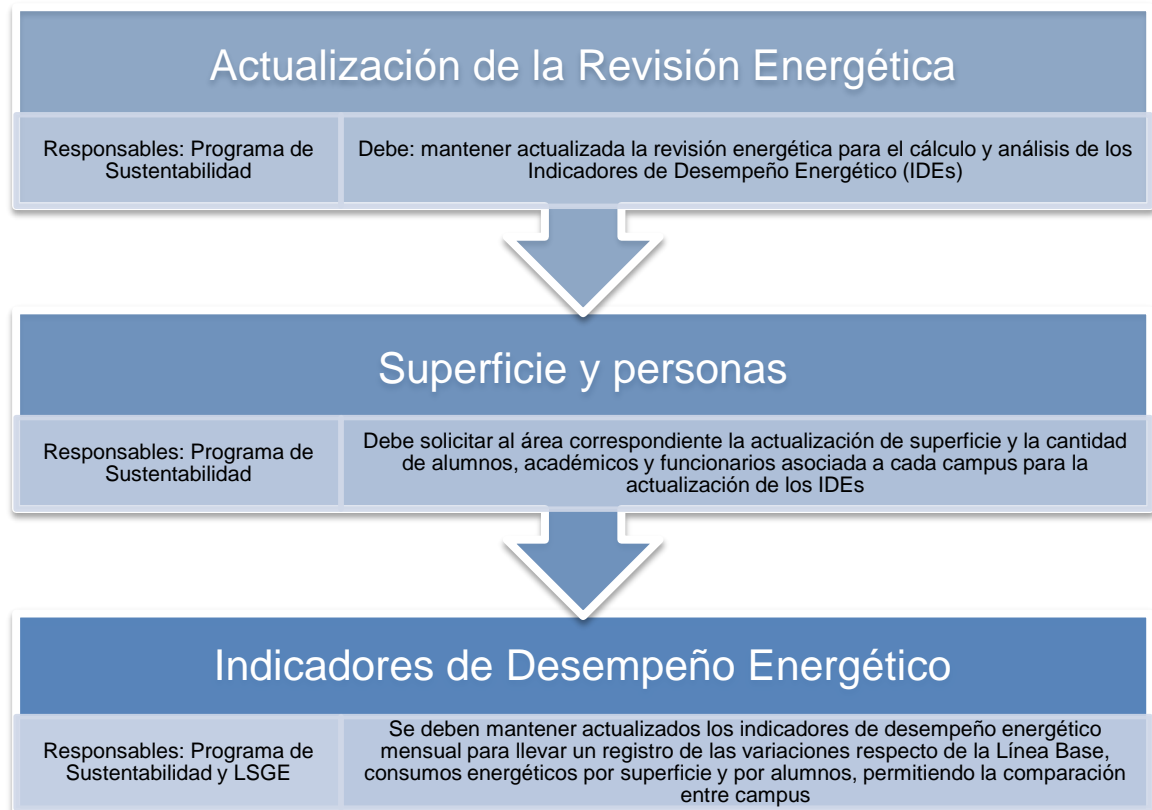 Actualización de la Revisión Energética
Responsables: Programa de
Sustentabilidad
Debe: mantener actualizada la revisión energética para el cálculo y análisis de los
Indicadores de Desempeño Energético (IDEs)
Superficie y personas
Responsables: Programa de
Sustentabilidad
Debe solicitar al área correspondiente la actualización de superficie y la cantidad
de alumnos, académicos y funcionarios asociada a cada campus para la
actualización de los IDEs
Indicadores de Desempeño Energético
Responsables: Programa de
Sustentabilidad y LSGE
Se deben mantener actualizados los indicadores de desempeño energético
mensual para llevar un registro de las variaciones respecto de la Línea Base,
consumos energéticos por superficie y por alumnos, permitiendo la comparación
entre campus